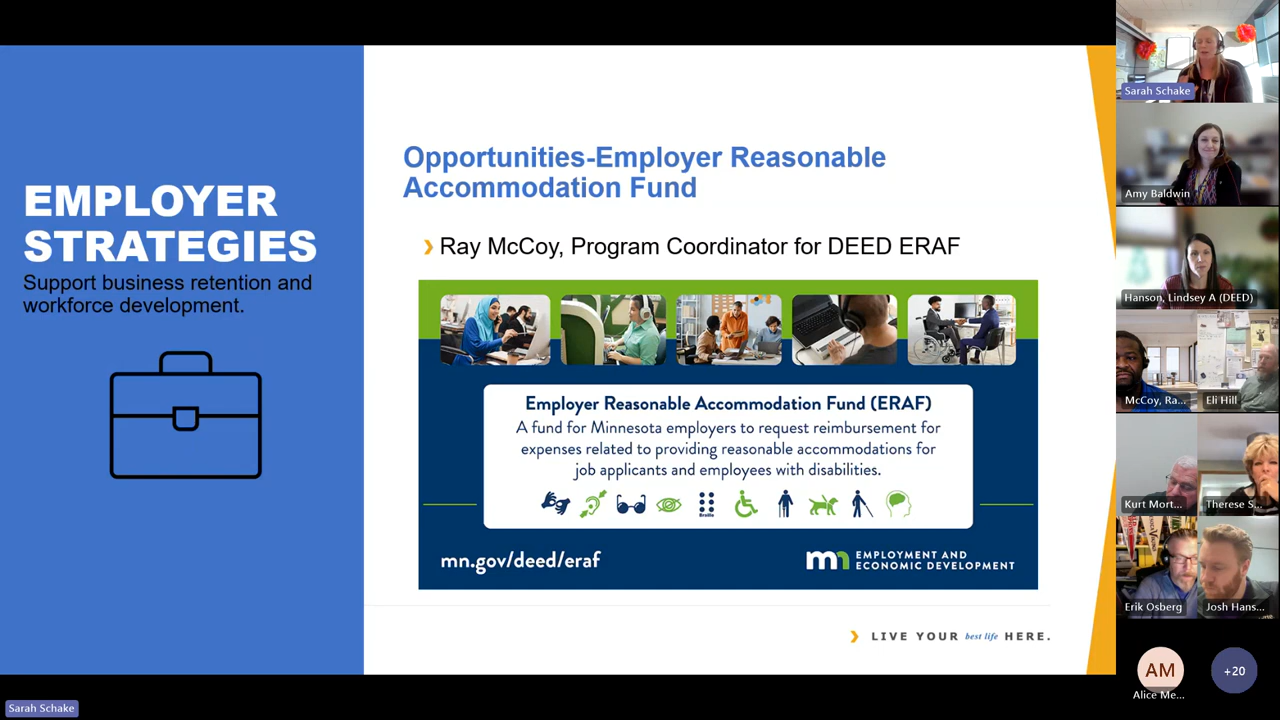 EMPLOYER
STRATEGIES
Support business retention and
workforce development.
Opportunities-Employer Reasonable
Accommodation Fund
Ray McCoy, Program Coordinator for DEED ERAF
Employer Reasonable Accommodation Fund (ERAF)
A fund for Minnesota employers to request reimbursement for
expenses related to providing reasonable accommodations for
job applicants and employees with disabilities.
Braille
mn.gov/deed/eraf
mn EMPLOYMENT AND
ECONOMIC DEVELOPMENT
LIVE YOUR best life HERE.
Sarah Schake
Sarah Schake
Amy Baldwin
Hanson, Lindsey A (DEED)
McCoy, Ra...
Eli Hill
Kurt Mort...
Therese S...
Erik Osberg
Josh Hans...
AM
Alice Me...
+20